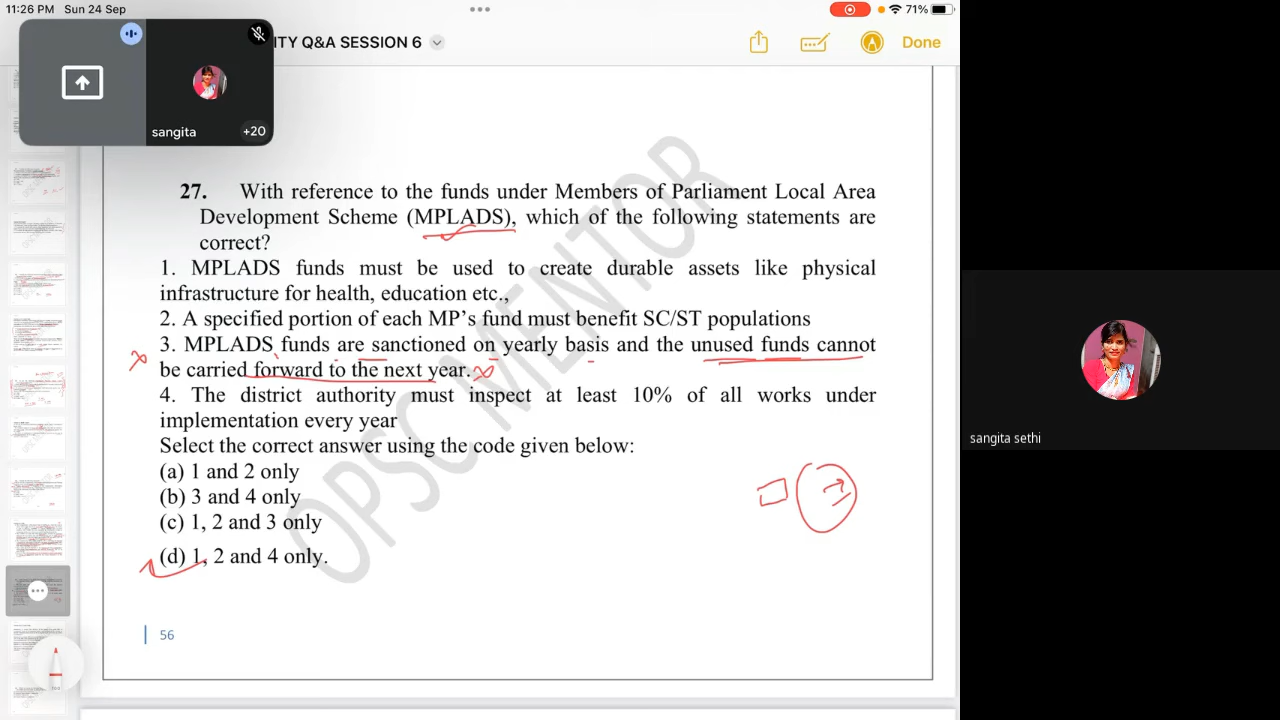 11:26 PM Sun 24 Sep
71%
ITY Q&A SESSION 6
Done
sangita
+20
27. With reference to the funds under Members of Parliament Local Area
Development Scheme (MPLADS), which of the following statements are
correct?
1. MPLADS funds must be used to create durable assets like physical
infrastructure for health, education etc.,
2. A specified portion of each MP's fund must benefit SC/ST populations
3. MPLADS funds are sanctioned on yearly basis and the unused funds cannot
be carried forward to the next year.
4. The district authority must inspect at least 10% of all works under
implementation every year
Select the correct answer using the code given below:
(a) 1 and 2 only
(b) 3 and 4 only
(c) 1, 2 and 3 only
(d) 1, 2 and 4 only.
56
OPSCMENTOR
sangita sethi